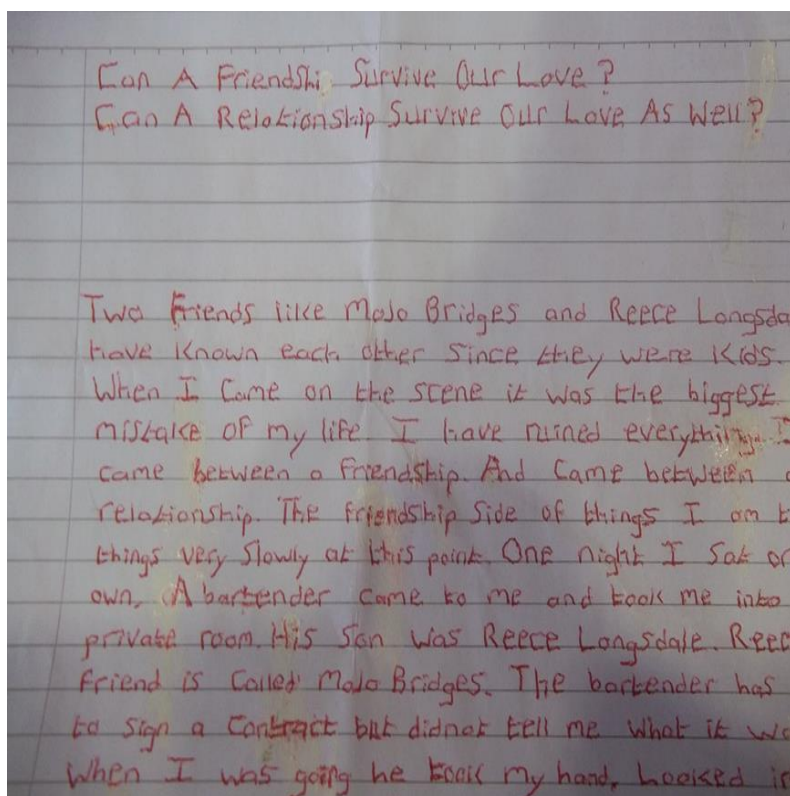 Can A Friendshi Survive Our Love?
Can A Relationship Survive Our Love As Well?
Two Friends like Molo Bridges and Reece Longsda
have known each other since they were kids.
When I came on the scene it was the biggest
mistake of my life. I have ruined everything. I
came between a friendship. And came between a
relationship. The friendship side of things I am t
things very slowly at this point. One night I sat on
own. A bartender came to me and took me into
private room. His son was Reece Longsdale. Reec
friend is called Molo Bridges. The bartender has
to sign a contract but didnot tell me what it wa
When I was going he took my hand, Looked in